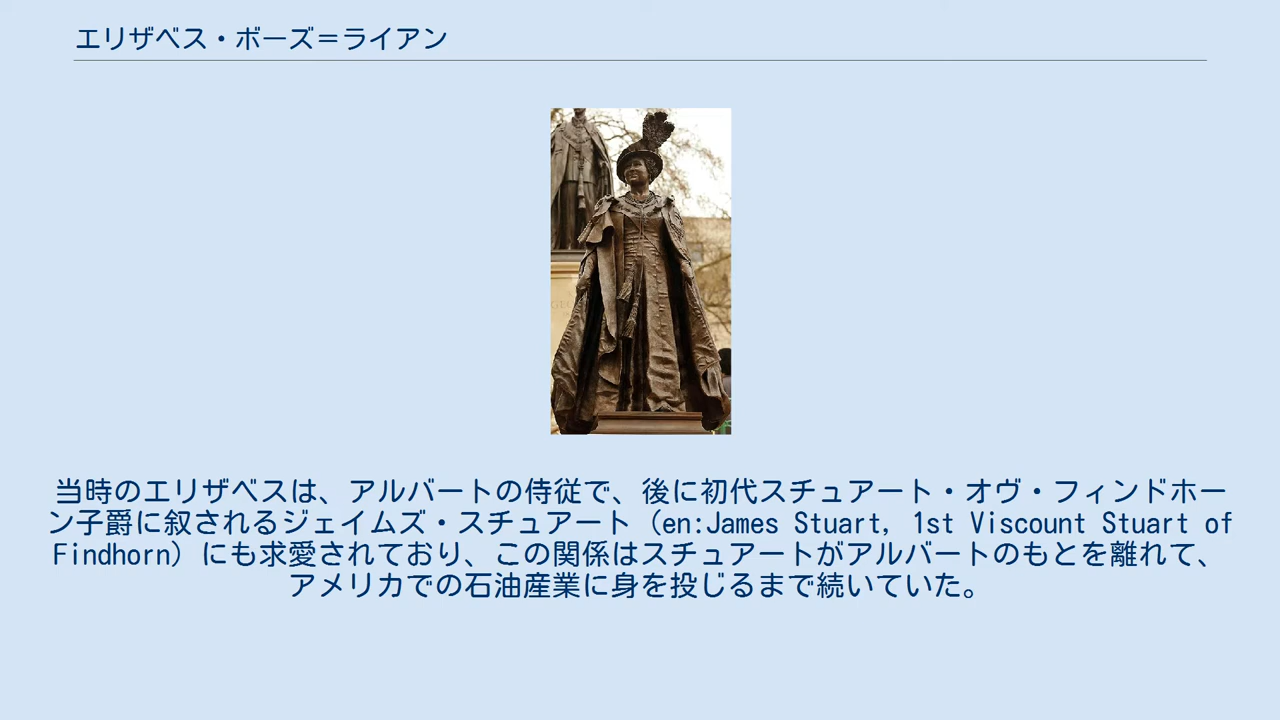 エリザベス・ボーズ＝ライアン
当時のエリザベスは、アルバートの侍従で、後に初代スチュアート・オヴ・フィンドホー
ン子爵に叙されるジェイムズ・スチュアート（en:James Stuart, 1st Viscount Stuart of
Findhorn）にも求愛されており、この関係はスチュアートがアルバートのもとを離れて、
アメリカでの石油産業に身を投じるまで続いていた。